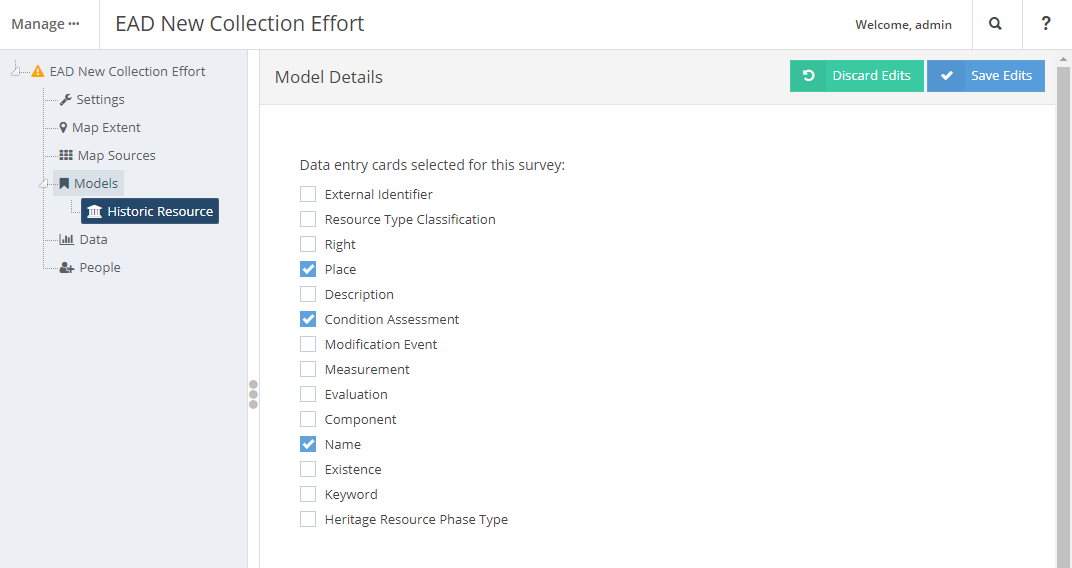 Manage ···
EAD New Collection Effort
Welcome, admin
?
EAD New Collection Effort
Settings
Map Extent
Map Sources
Models
Historic Resource
Data
People
Model Details
Discard Edits
Save Edits
Data entry cards selected for this survey:
External Identifier
Resource Type Classification
Right
Place
Description
Condition Assessment
Modification Event
Measurement
Evaluation
Component
Name
Existence
Keyword
Heritage Resource Phase Type